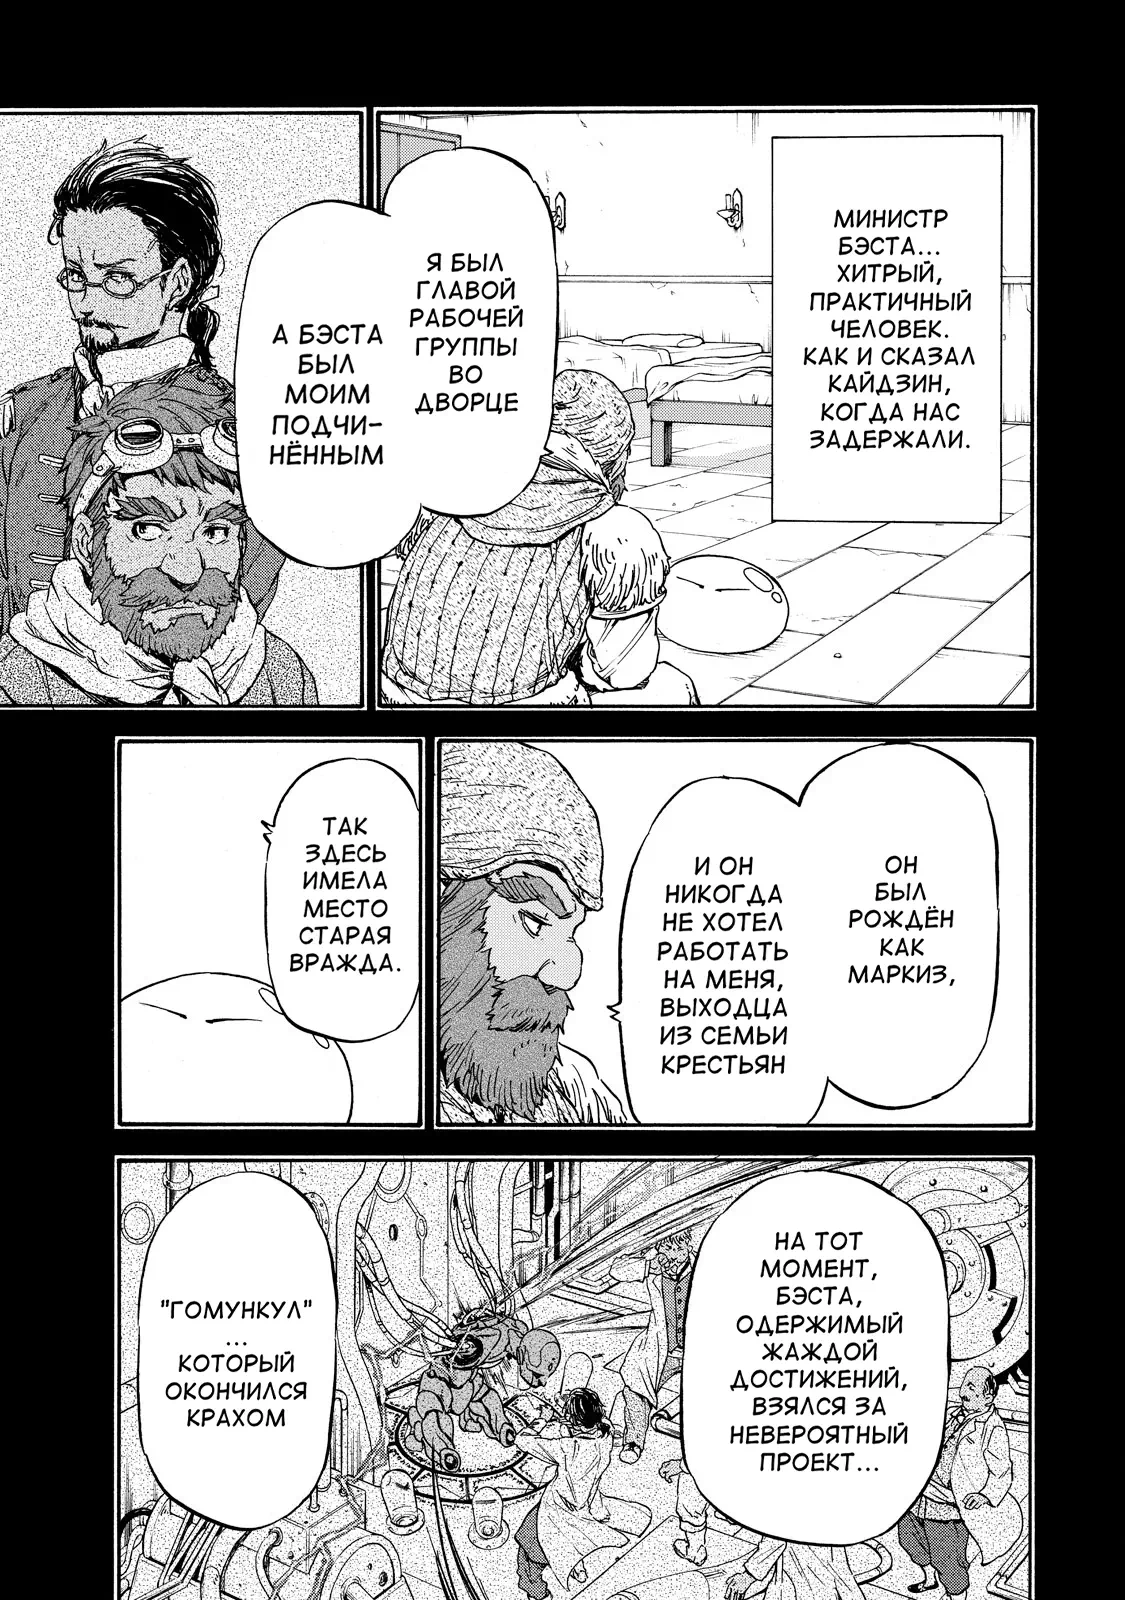 МИНИСТР
БЭСТА...
ХИТРЫЙ,
ПРАКТИЧНЫЙ
ЧЕЛОВЕК.
КАК И СКАЗАЛ
КАЙДЗИН,
КОГДА НАС
ЗАДЕРЖАЛИ.
Я БЫЛ
ГЛАВОЙ
РАБОЧЕЙ
ГРУППЫ
ВО
ДВОРЦЕ
А БЭСТА
БЫЛ
МОИМ
ПОДЧИ-
НЁННЫМ
ОН
БЫЛ
РОЖДЁН
КАК
МАРКИЗ,
И ОН
НИКОГДА
НЕ ХОТЕЛ
РАБОТАТЬ
НА МЕНЯ,
ВЫХОДЦА
ИЗ СЕМЬИ
КРЕСТЬЯН
ТАК
ЗДЕСЬ
ИМЕЛА
МЕСТО
СТАРАЯ
ВРАЖДА.
НА ТОТ
МОМЕНТ,
БЭСТА,
ОДЕРЖИМЫЙ
ЖАЖДОЙ
ДОСТИЖЕНИЙ,
ВЗЯЛСЯ ЗА
НЕВЕРОЯТНЫЙ
ПРОЕКТ...
"ГОМУНКУЛ"
...
КОТОРЫЙ
ОКОНЧИЛСЯ
КРАХОМ